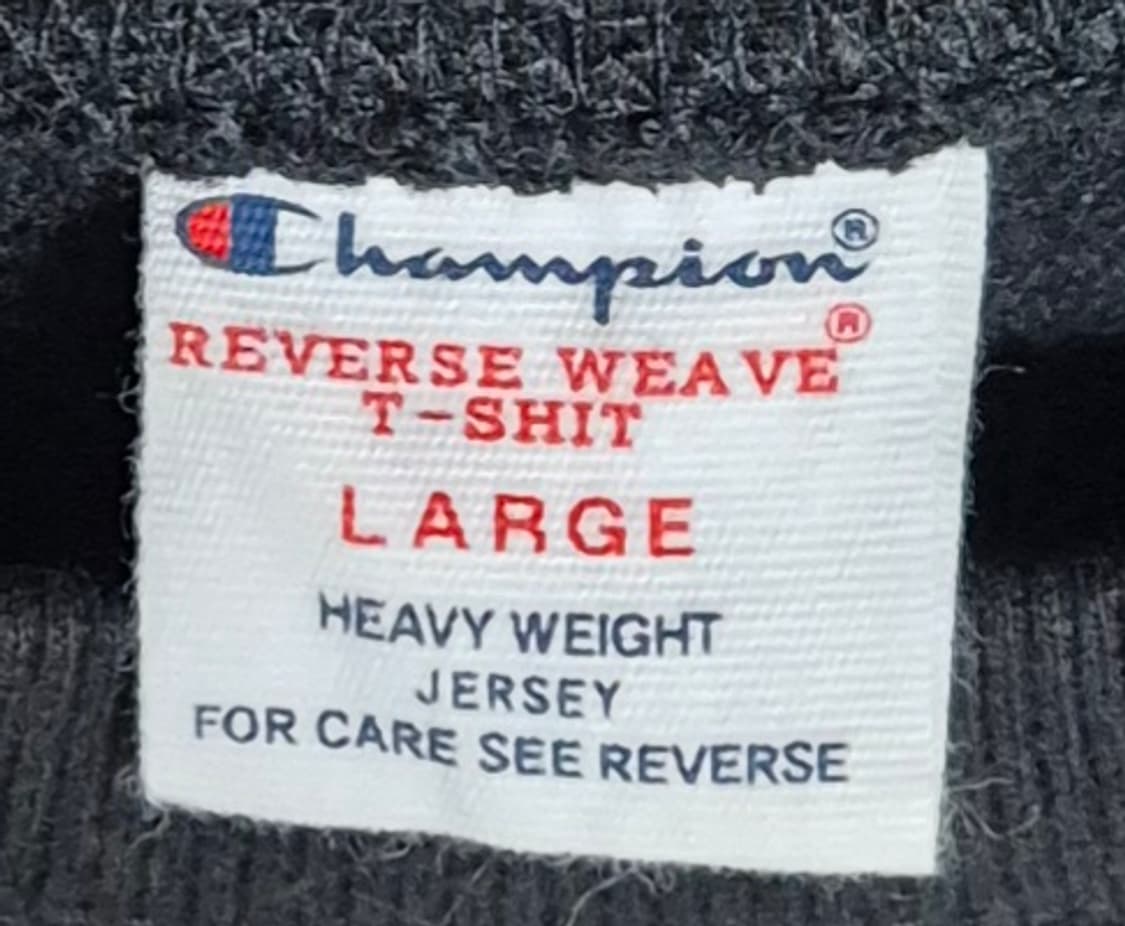 Champion®
REVERSE WEAVE®
T-SHIT
LARGE
HEAVY WEIGHT
JERSEY
FOR CARE SEE REVERSE